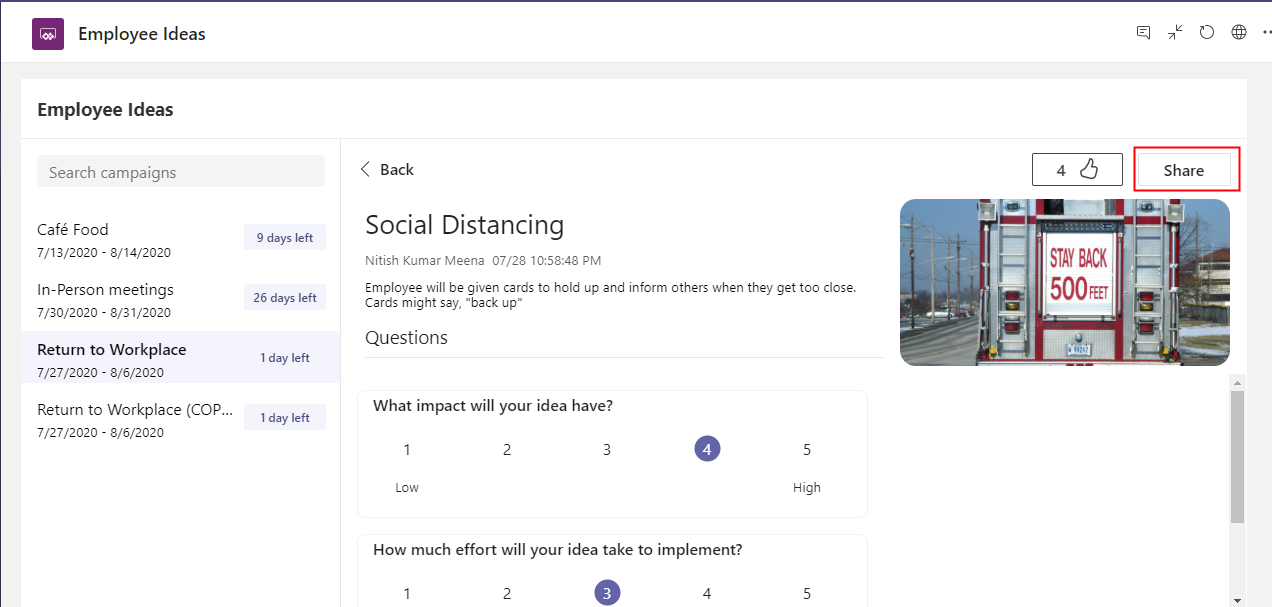 Employee Ideas
Employee Ideas
Search campaigns
Café Food
7/13/2020 - 8/14/2020
9 days left
In-Person meetings
7/30/2020 - 8/31/2020
26 days left
Return to Workplace
7/27/2020 - 8/6/2020
1 day left
Return to Workplace (COP...
7/27/2020 - 8/6/2020
1 day left
Back
4
Share
Social Distancing
Nitish Kumar Meena 07/28 10:58:48 PM
Employee will be given cards to hold up and inform others when they get too close.
Cards might say, "back up"
STAY BACK
500 FEET
Questions
What impact will your idea have?
1 2 3 4 5
Low High
How much effort will your idea take to implement?
1 2 3 4 5